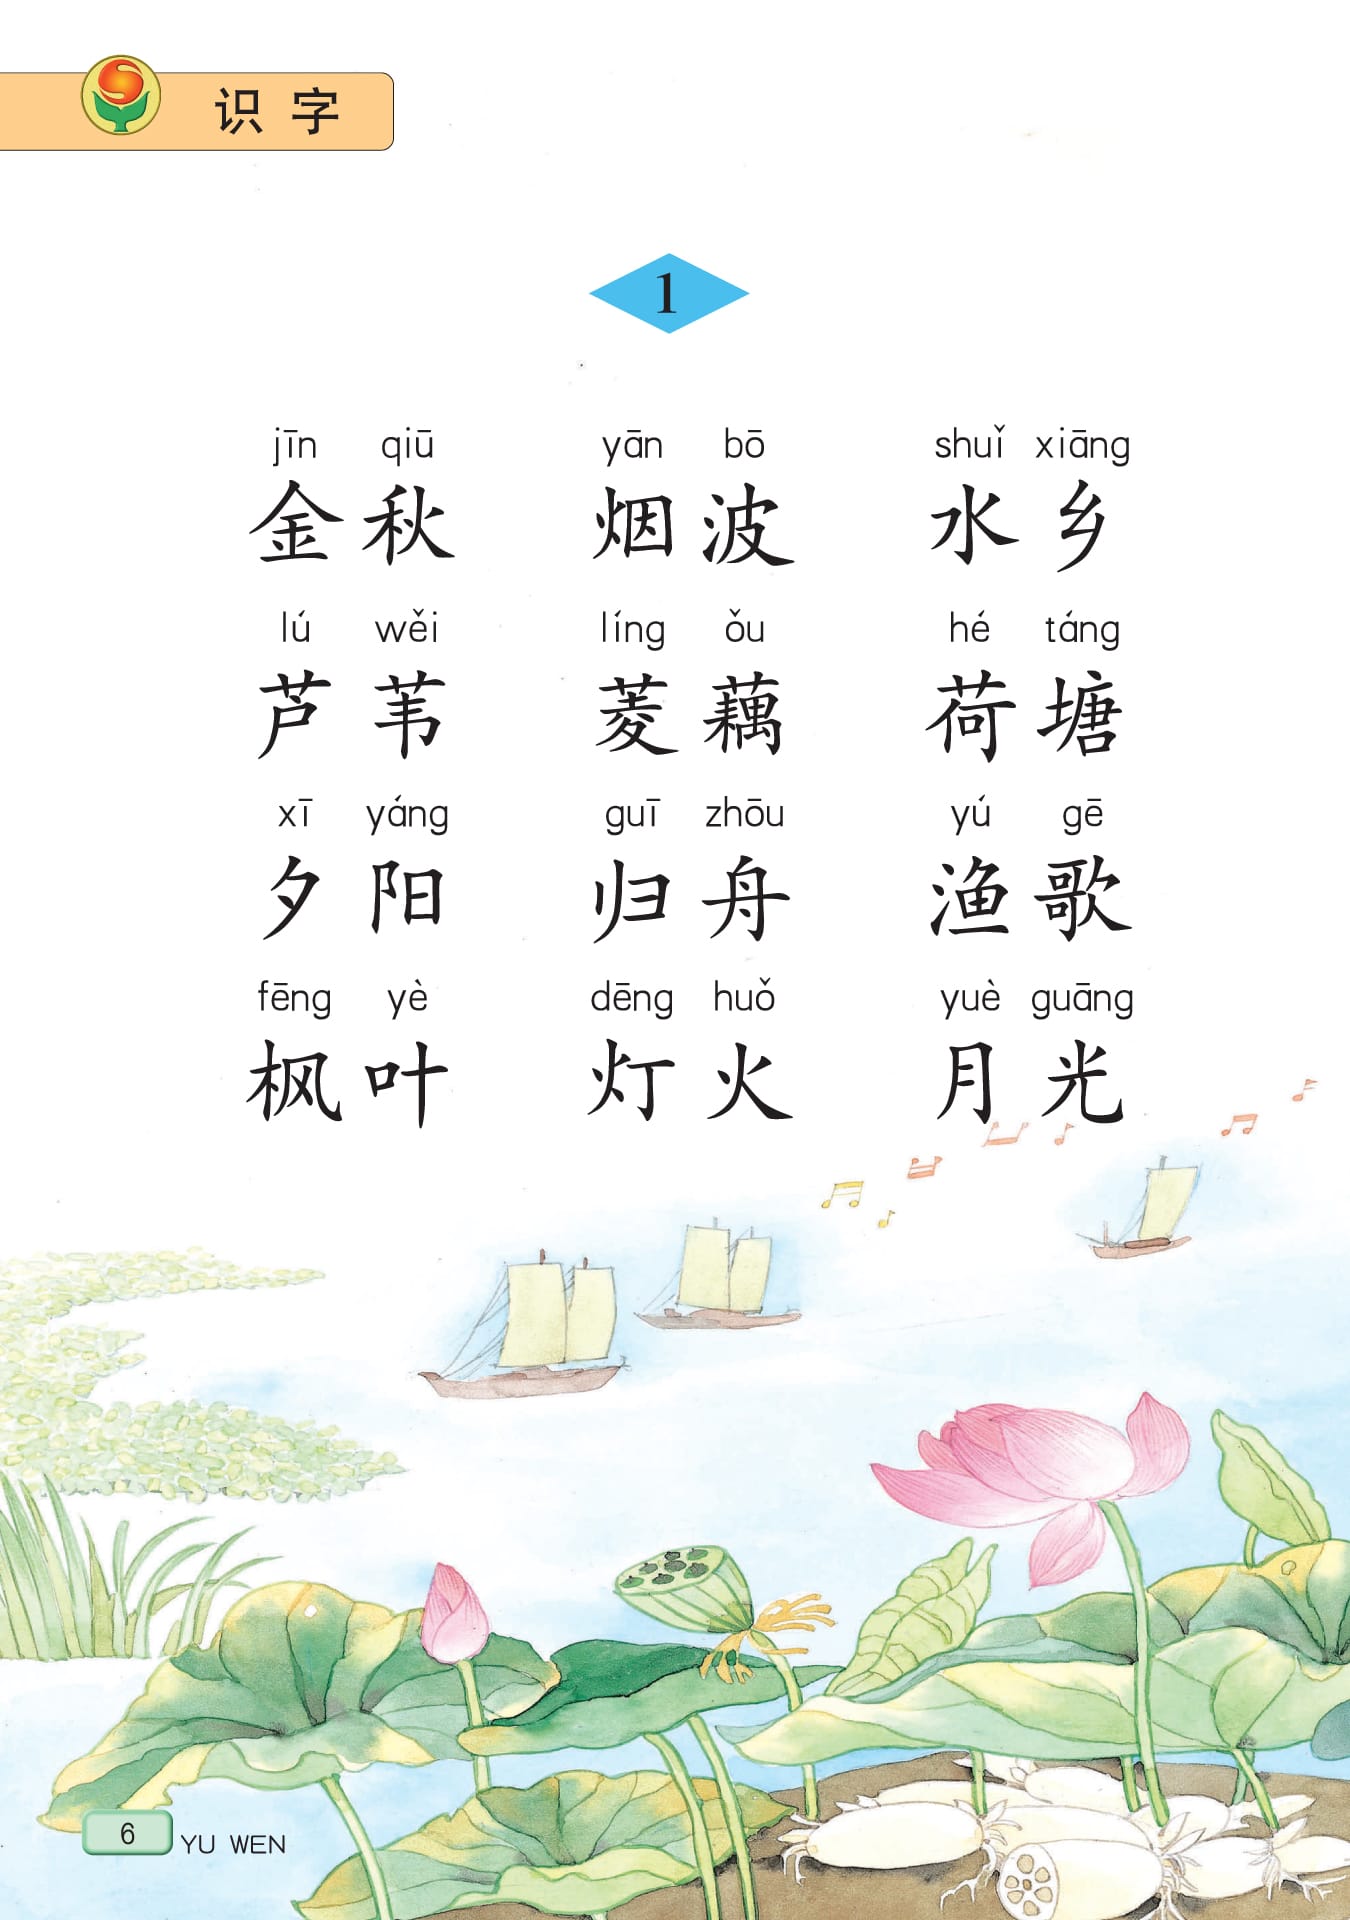 识 字
1
jīn qiū yān bō shuǐ xiāng
金秋 烟波 水乡
lú wěi líng ǒu hé táng
芦苇 菱藕 荷塘
xī yáng guī zhōu yú gē
夕阳 归舟 渔歌
fēng yè dēng huǒ yuè guāng
枫叶 灯火 月光
6 YU WEN